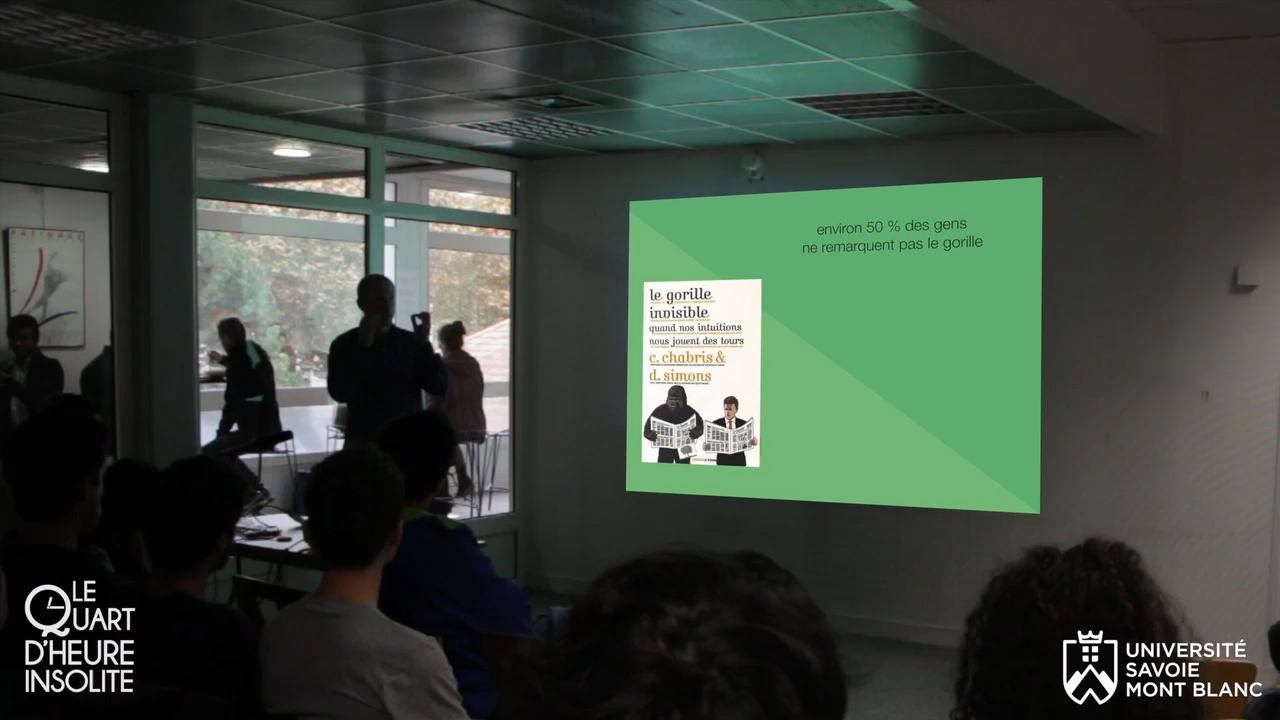 PATINAGE
environ 50 % des gens
ne remarquent pas le gorille
le gorille
invisible
quand nos intuitions
nous jouent des tours
c. chabris &
d. simons
LE
QUART
D'HEURE
INSOLITE
UNIVERSITÉ
SAVOIE
MONT BLANC